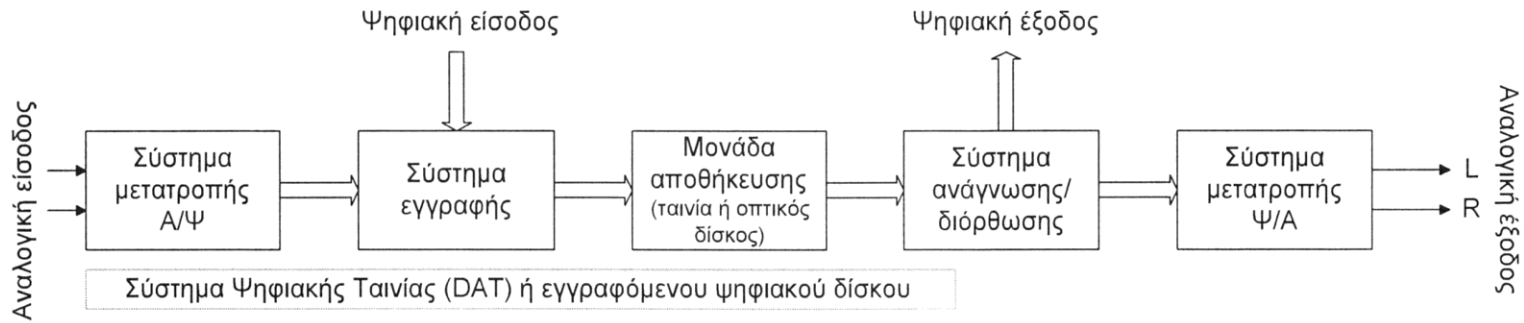 Ψηφιακή είσοδος
Ψηφιακή έξοδος
Αναλογική είσοδος
Σύστημα
μετατροπής
Α/Ψ
Σύστημα
εγγραφής
Μονάδα
αποθήκευσης
(ταινία ή οπτικός
δίσκος)
Σύστημα
ανάγνωσης/
διόρθωσης
Σύστημα
μετατροπής
Ψ/Α
L
R
Αναλογική έξοδος
Σύστημα Ψηφιακής Ταινίας (DAT) ή εγγραφόμενου ψηφιακού δίσκου